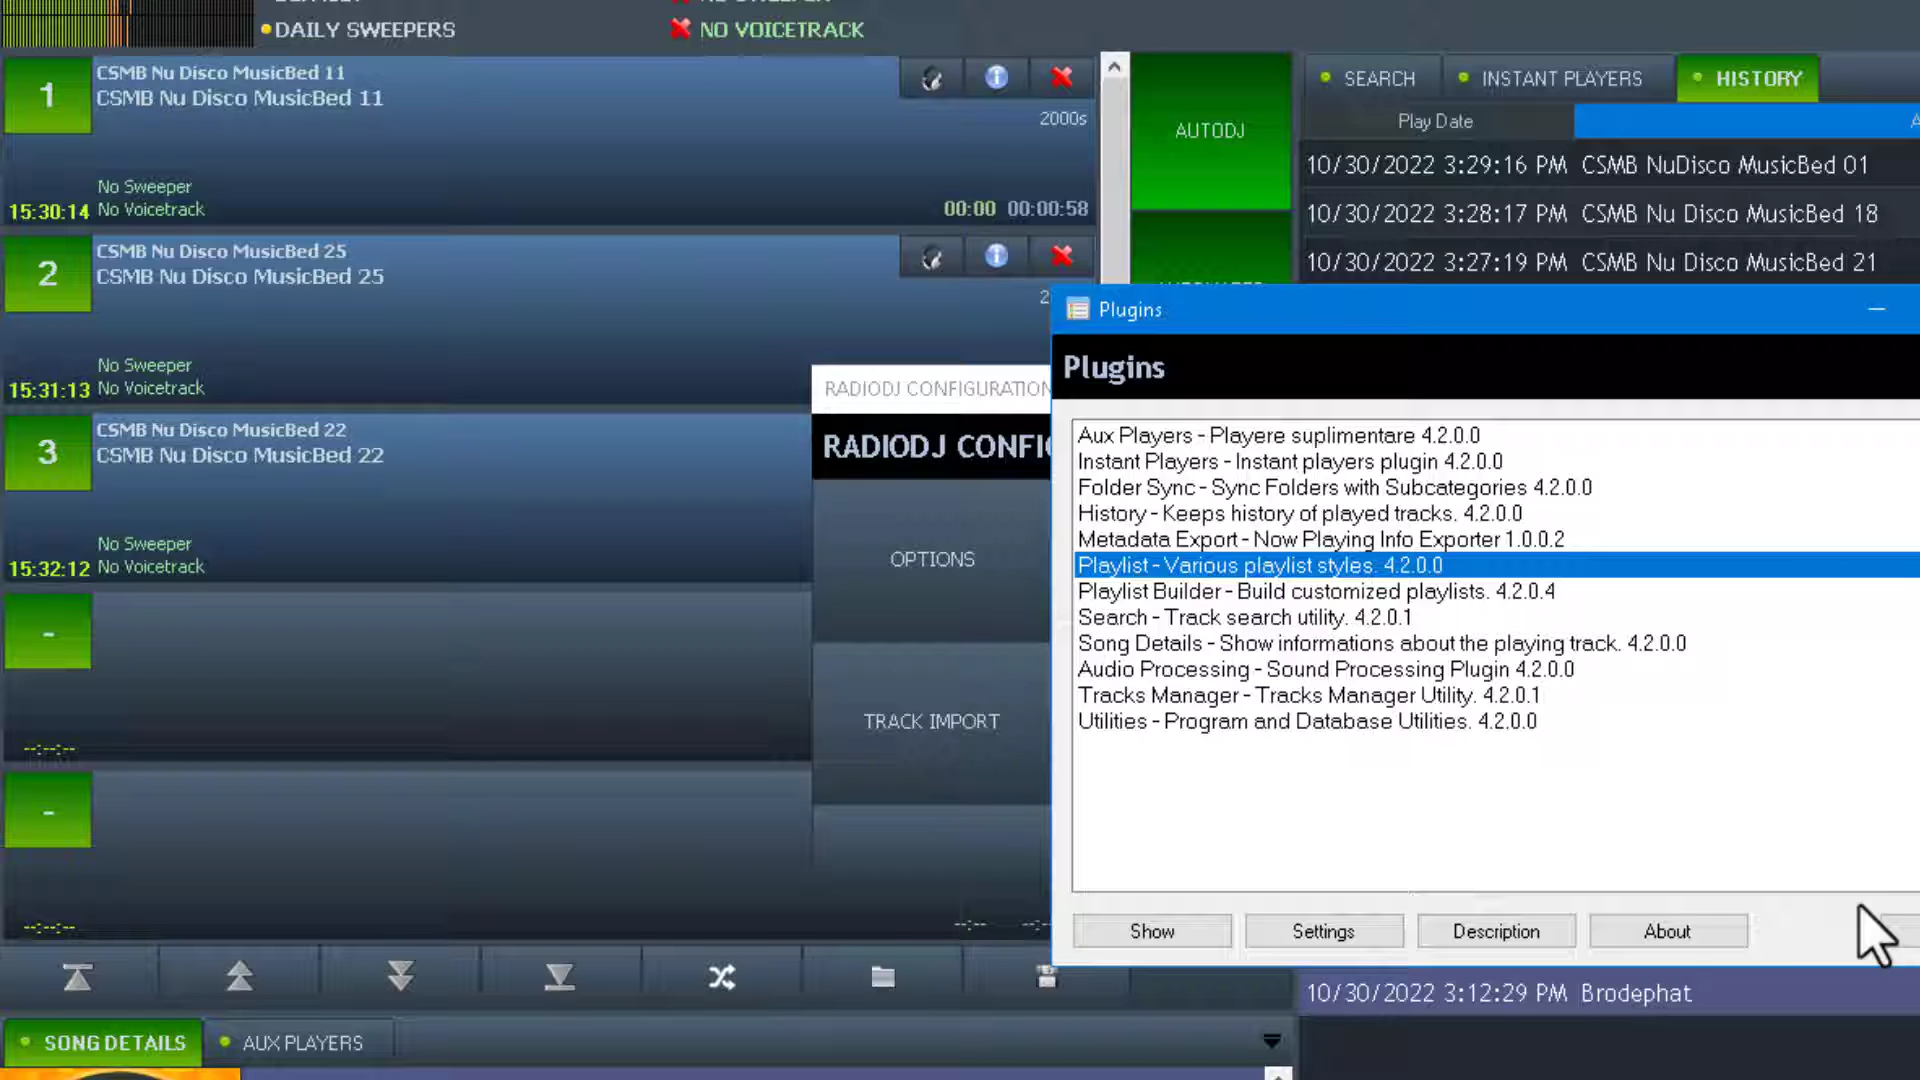 DAILY SWEEPERS
NO VOICETRACK
1
CSMB Nu Disco MusicBed 11
CSMB Nu Disco MusicBed 11
2000s
No Sweeper
15:30:14 No Voicetrack
00:00 00:00:58
2
CSMB Nu Disco MusicBed 25
CSMB Nu Disco MusicBed 25
No Sweeper
15:31:13 No Voicetrack
3
CSMB Nu Disco MusicBed 22
CSMB Nu Disco MusicBed 22
No Sweeper
15:32:12 No Voicetrack
-
--:--:--
-
--:--:--
SONG DETAILS
AUX PLAYERS
AUTODJ
SEARCH
INSTANT PLAYERS
HISTORY
Play Date
10/30/2022 3:29:16 PM CSMB NuDisco MusicBed 01
10/30/2022 3:28:17 PM CSMB Nu Disco MusicBed 18
10/30/2022 3:27:19 PM CSMB Nu Disco MusicBed 21
10/30/2022 3:12:29 PM Brodephat
RADIODJ CONFIGURATION
RADIODJ CONFI
OPTIONS
TRACK IMPORT
Plugins
Plugins
Aux Players - Playere suplimentare 4.2.0.0
Instant Players - Instant players plugin 4.2.0.0
Folder Sync - Sync Folders with Subcategories 4.2.0.0
History - Keeps history of played tracks. 4.2.0.0
Metadata Export - Now Playing Info Exporter 1.0.0.2
Playlist - Various playlist styles. 4.2.0.0
Playlist Builder - Build customized playlists. 4.2.0.4
Search - Track search utility. 4.2.0.1
Song Details - Show informations about the playing track. 4.2.0.0
Audio Processing - Sound Processing Plugin 4.2.0.0
Tracks Manager - Tracks Manager Utility. 4.2.0.1
Utilities - Program and Database Utilities. 4.2.0.0
Show
Settings
Description
About